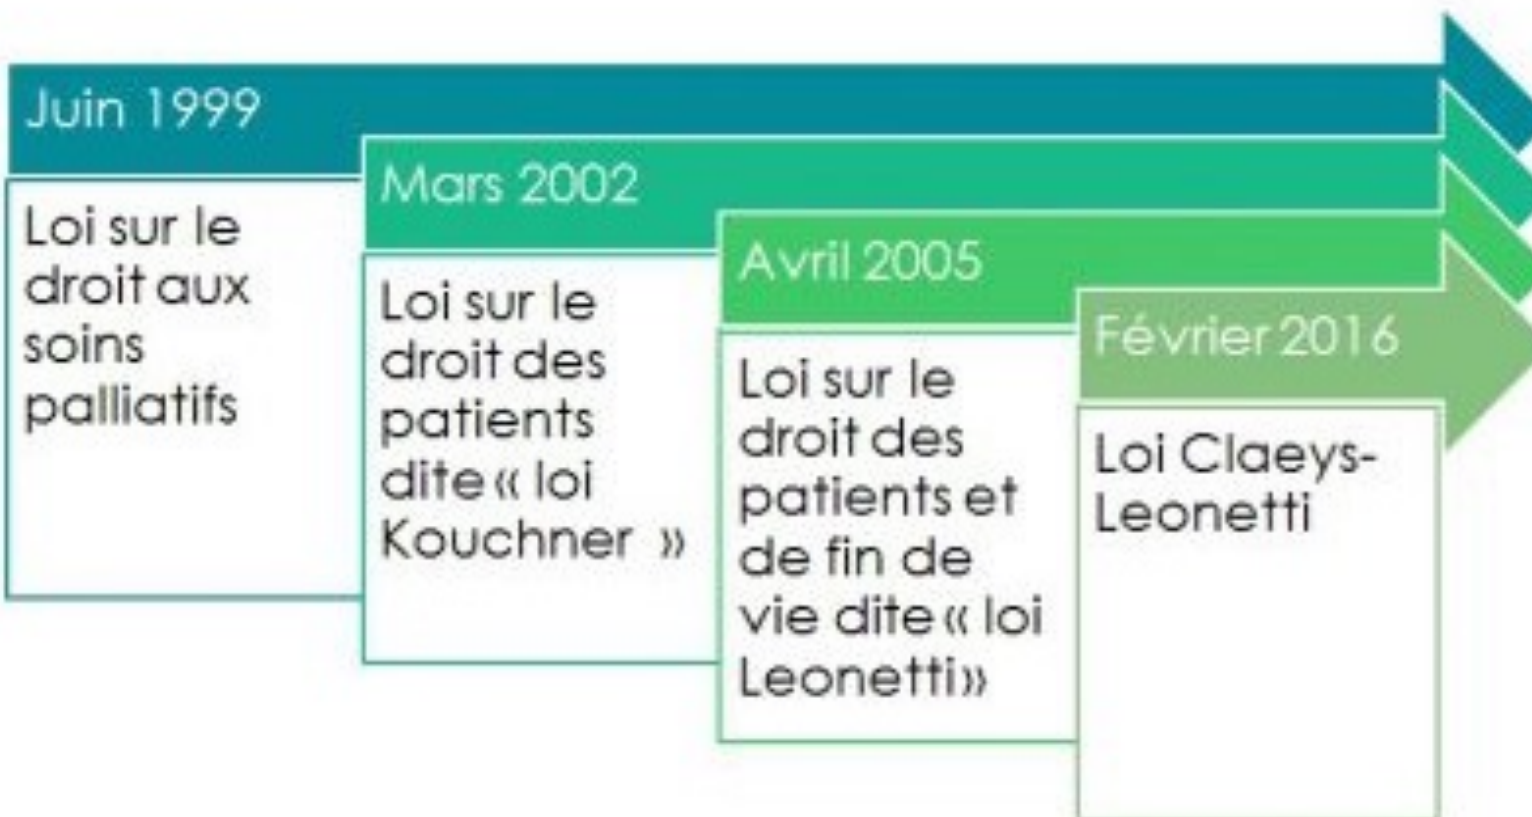 Juin 1999
Loi sur le
droit aux
soins
palliatifs
Mars 2002
Loi sur le
droit des
patients
dite « loi
Kouchner »
Avril 2005
Loi sur le
droit des
patients et
de fin de
vie dite « loi
Leonetti»
Février 2016
Loi Claeys-
Leonetti